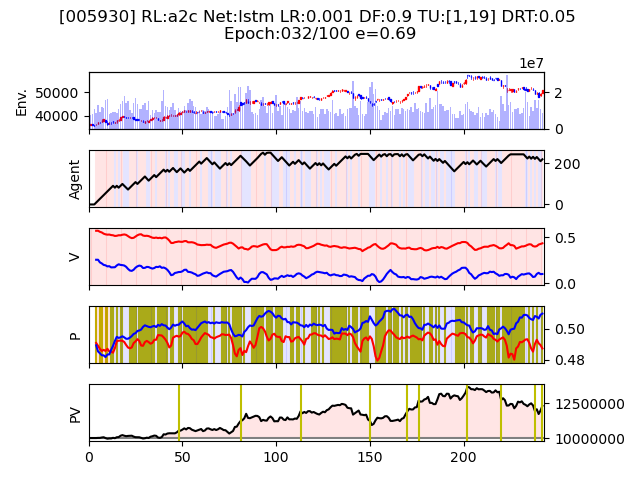 [005930] RL:a2c Net:lstm LR:0.001 DF:0.9 TU:[1,19] DRT:0.05
Epoch:032/100 e=0.69
1e7
Env.
50000
40000
2
0
Agent
200
0
V
0.5
0.0
P
0.50
0.48
PV
12500000
10000000
0 50 100 150 200